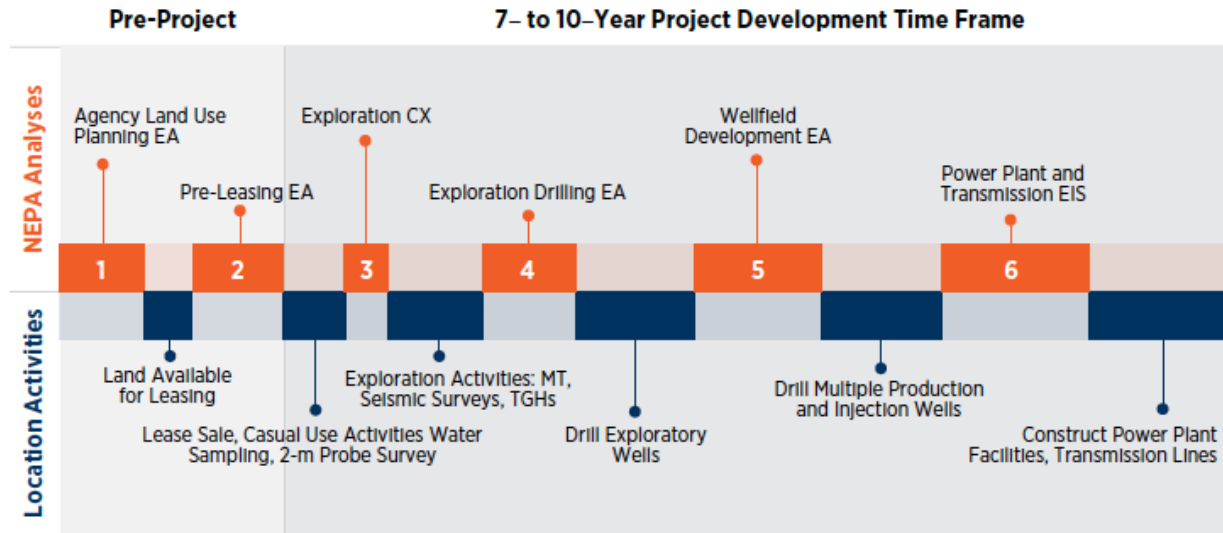 Pre-Project
7– to 10–Year Project Development Time Frame
NEPA Analyses
Agency Land Use
Planning EA
Pre-Leasing EA
Exploration CX
Exploration Drilling EA
Wellfield
Development EA
Power Plant and
Transmission EIS
1
2
3
4
5
6
Location Activities
Land Available
for Leasing
Lease Sale, Casual Use Activities Water
Sampling, 2-m Probe Survey
Exploration Activities: MT,
Seismic Surveys, TGHs
Drill Exploratory
Wells
Drill Multiple Production
and Injection Wells
Construct Power Plant
Facilities, Transmission Lines